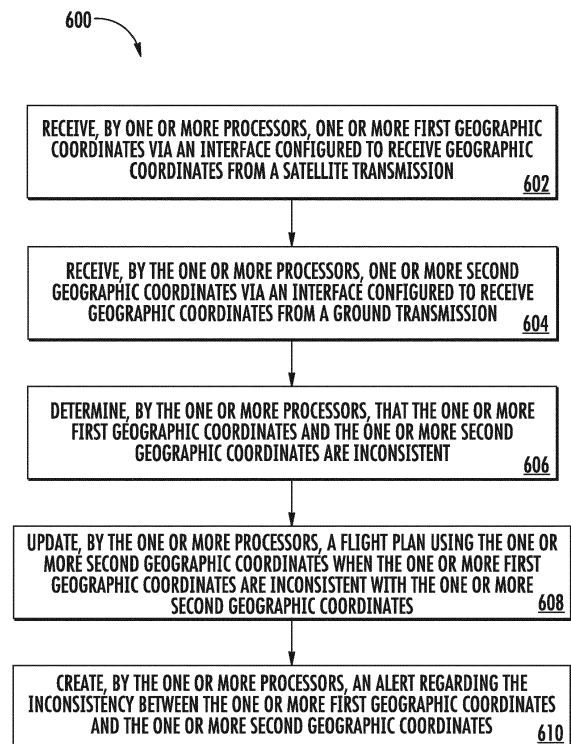 600
RECEIVE, BY ONE OR MORE PROCESSORS, ONE OR MORE FIRST GEOGRAPHIC
COORDINATES VIA AN INTERFACE CONFIGURED TO RECEIVE GEOGRAPHIC
COORDINATES FROM A SATELLITE TRANSMISSION
602
RECEIVE, BY THE ONE OR MORE PROCESSORS, ONE OR MORE SECOND
GEOGRAPHIC COORDINATES VIA AN INTERFACE CONFIGURED TO RECEIVE
GEOGRAPHIC COORDINATES FROM A GROUND TRANSMISSION
604
DETERMINE, BY THE ONE OR MORE PROCESSORS, THAT THE ONE OR MORE
FIRST GEOGRAPHIC COORDINATES AND THE ONE OR MORE SECOND
GEOGRAPHIC COORDINATES ARE INCONSISTENT
606
UPDATE, BY THE ONE OR MORE PROCESSORS, A FLIGHT PLAN USING THE ONE OR
MORE SECOND GEOGRAPHIC COORDINATES WHEN THE ONE OR MORE FIRST
GEOGRAPHIC COORDINATES ARE INCONSISTENT WITH THE ONE OR MORE
SECOND GEOGRAPHIC COORDINATES
608
CREATE, BY THE ONE OR MORE PROCESSORS, AN ALERT REGARDING THE
INCONSISTENCY BETWEEN THE ONE OR MORE FIRST GEOGRAPHIC COORDINATES
AND THE ONE OR MORE SECOND GEOGRAPHIC COORDINATES
610